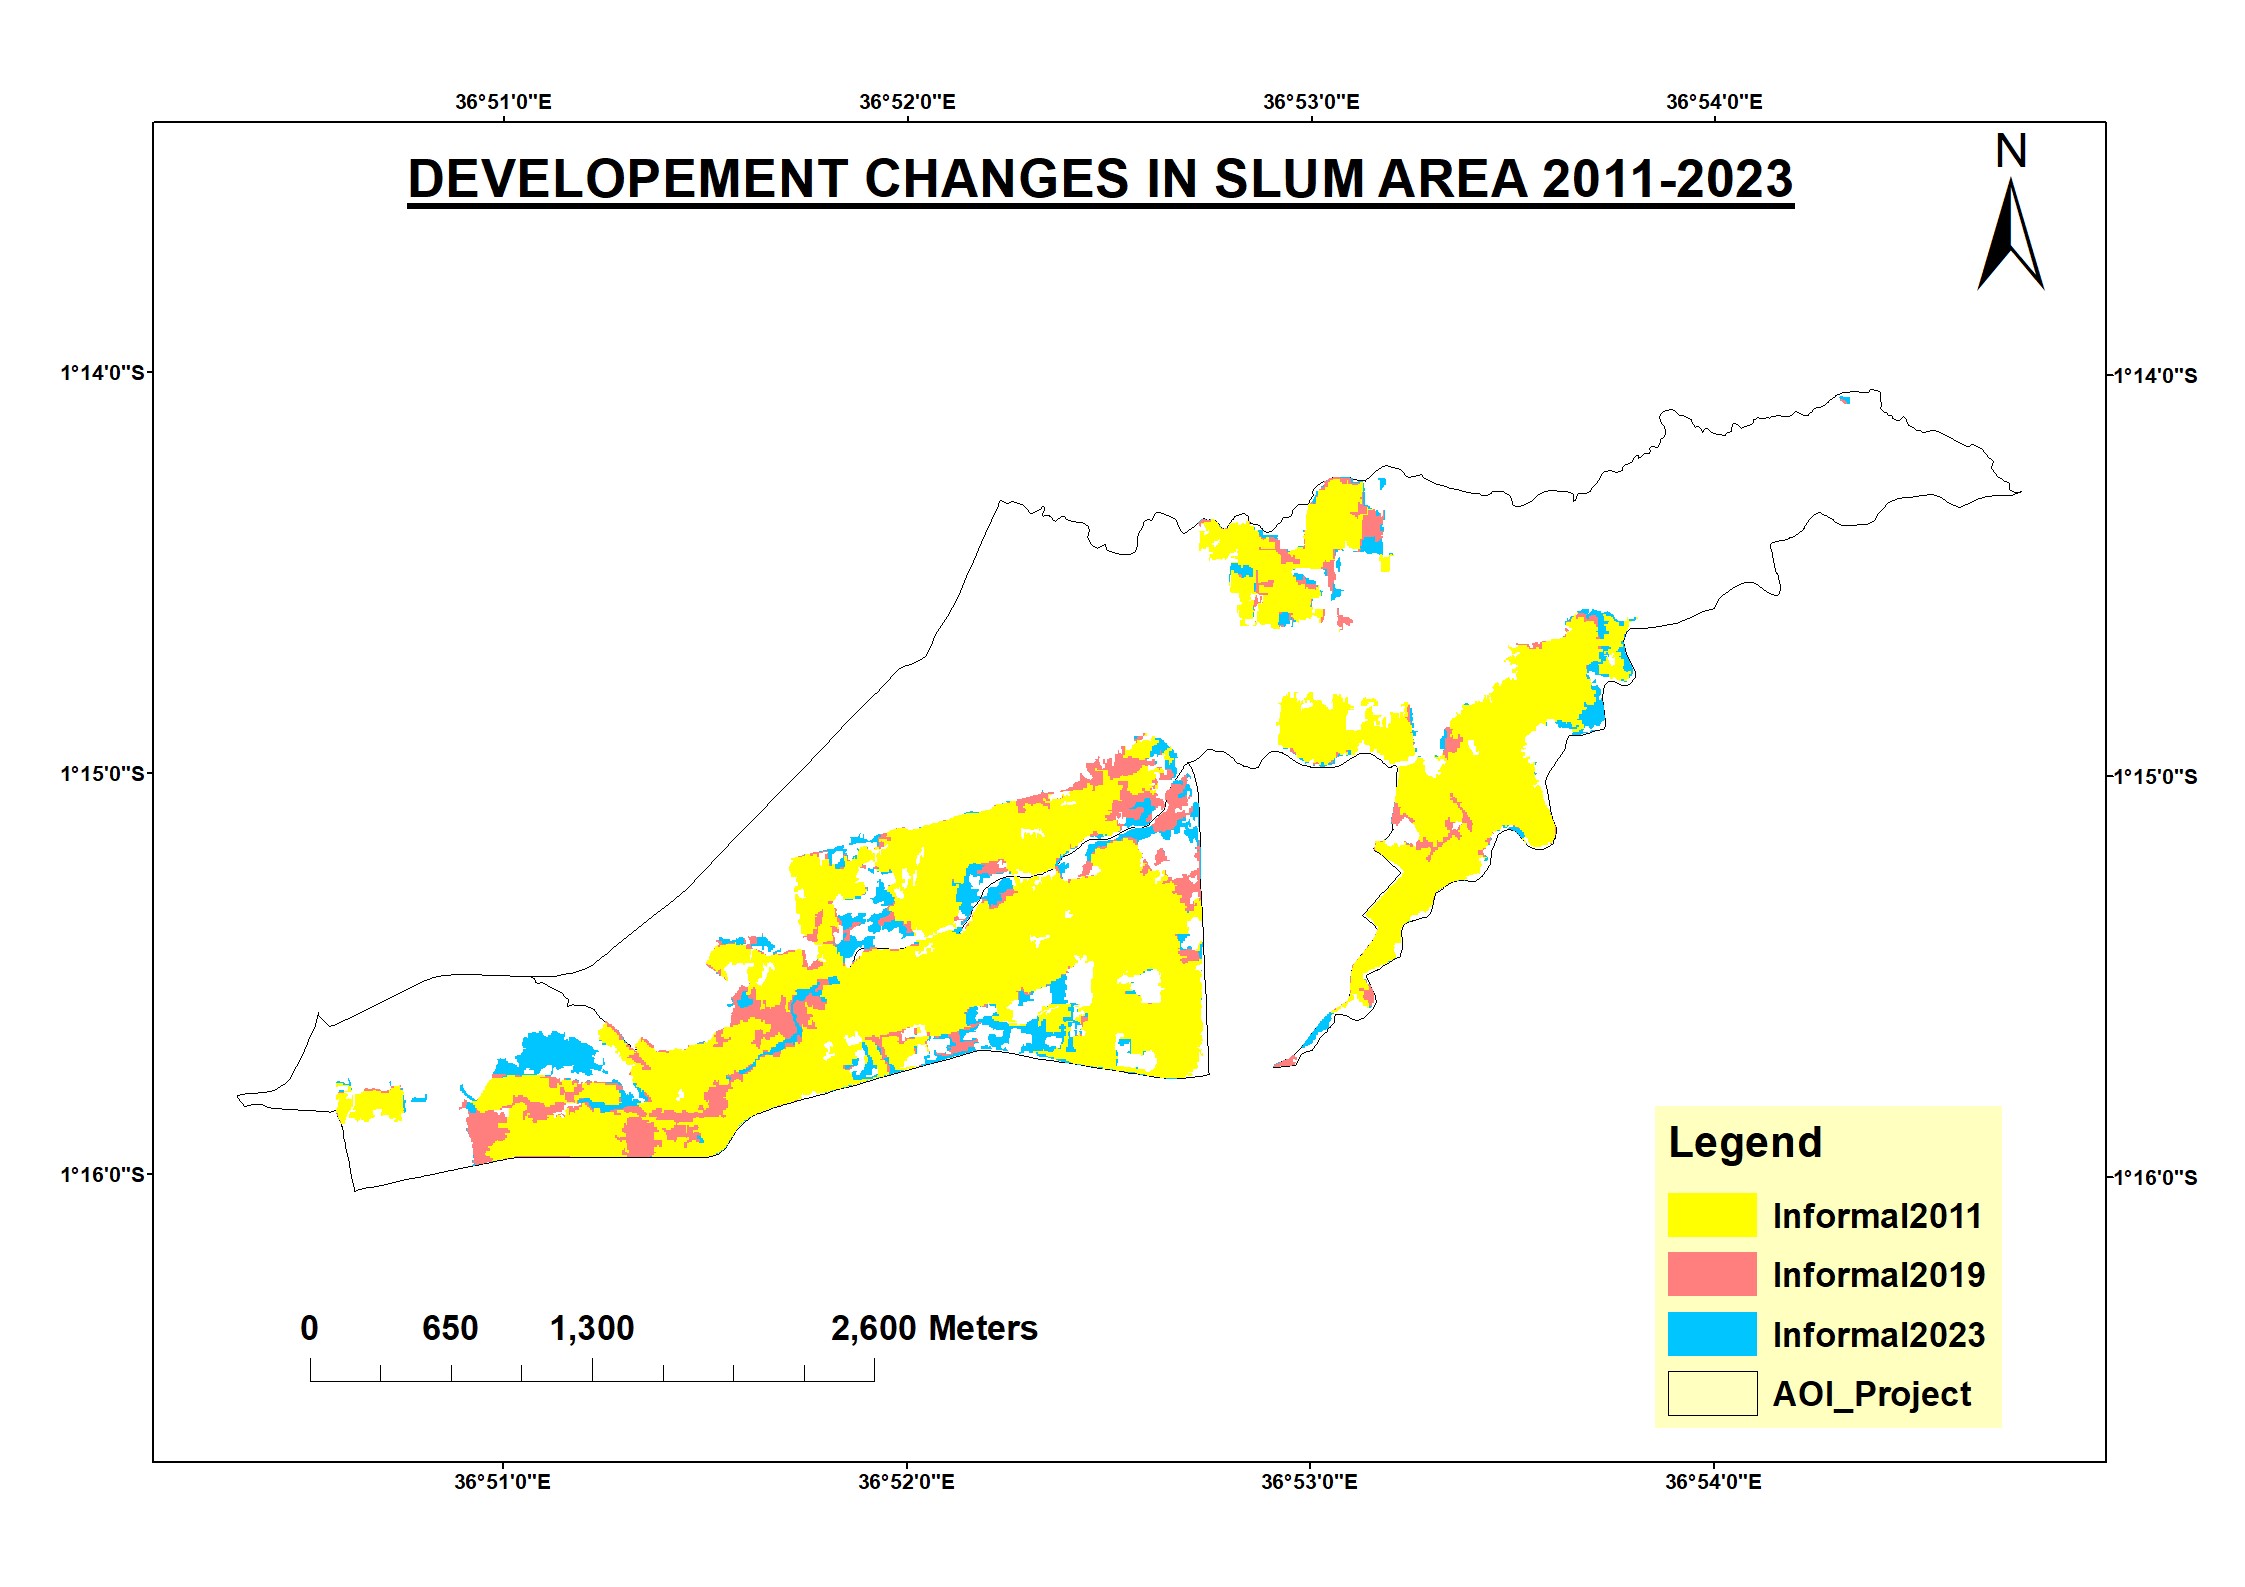 36°51'0"E 36°52'0"E 36°53'0"E 36°54'0"E
DEVELOPEMENT CHANGES IN SLUM AREA 2011-2023
N
1°14'0"S 1°14'0"S
1°15'0"S 1°15'0"S
1°16'0"S 1°16'0"S
Legend
Informal2011
Informal2019
Informal2023
AOI_Project
0 650 1,300 2,600 Meters
36°51'0"E 36°52'0"E 36°53'0"E 36°54'0"E